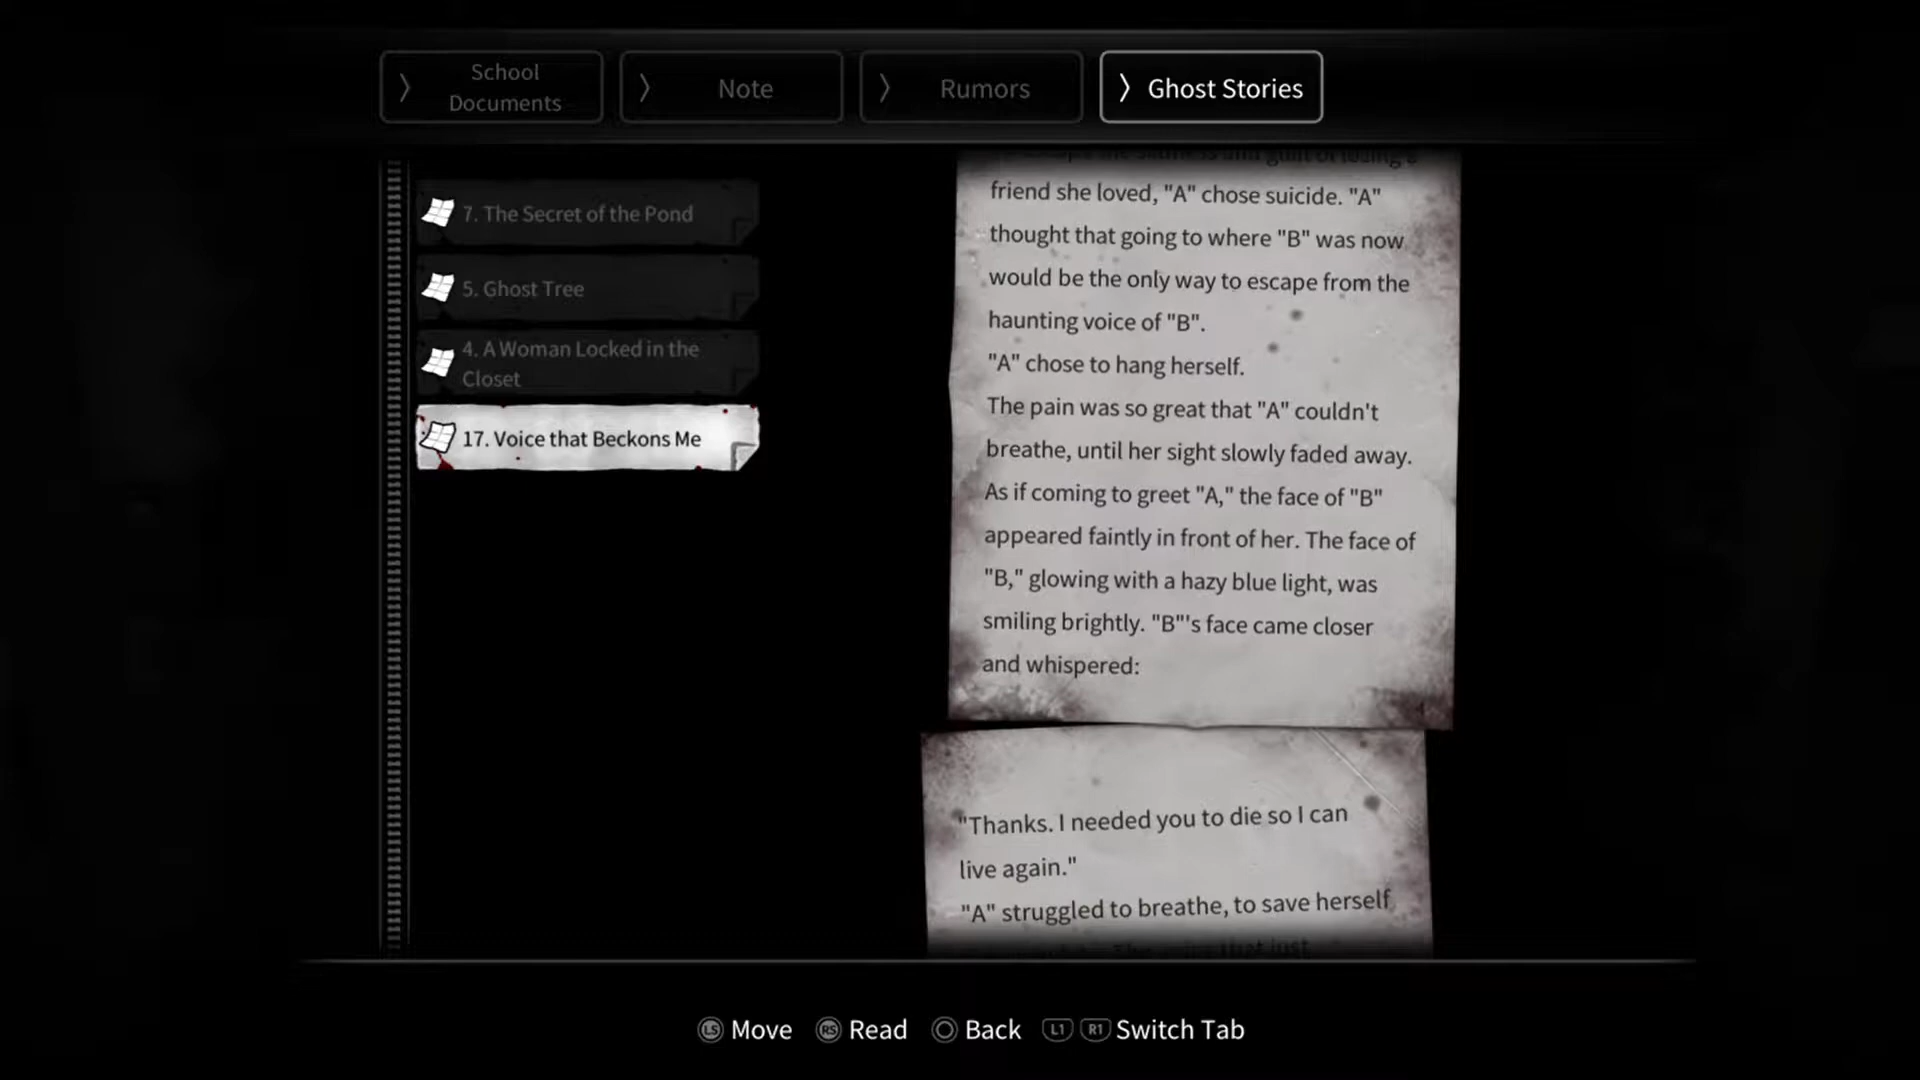 School
Documents
Note
Rumors
Ghost Stories
7. The Secret of the Pond
5. Ghost Tree
4. A Woman Locked in the
Closet
17. Voice that Beckons Me
friend she loved, "A" chose suicide. "A"
thought that going to where "B" was now
would be the only way to escape from the
haunting voice of "B".
"A" chose to hang herself.
The pain was so great that "A" couldn't
breathe, until her sight slowly faded away.
As if coming to greet "A," the face of "B"
appeared faintly in front of her. The face of
"B," glowing with a hazy blue light, was
smiling brightly. "B"'s face came closer
and whispered:
"Thanks. I needed you to die so I can
live again."
"A" struggled to breathe, to save herself
LS Move RS Read Back L1 R1 Switch Tab